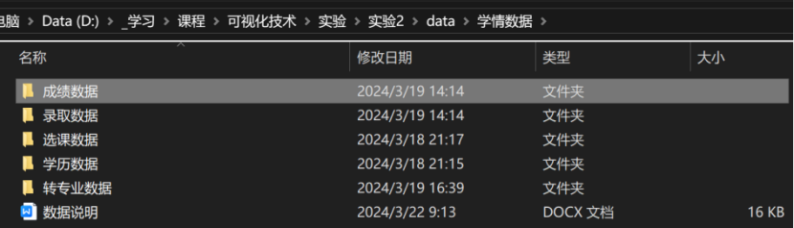 电脑 > Data (D:) > _学习 > 课程 > 可视化技术 > 实验 > 实验2 > data > 学情数据 >
名称 修改日期 类型 大小
成绩数据 2024/3/19 14:14 文件夹
录取数据 2024/3/19 14:14 文件夹
选课数据 2024/3/18 21:17 文件夹
学历数据 2024/3/18 21:15 文件夹
转专业数据 2024/3/19 16:39 文件夹
数据说明 2024/3/22 9:13 DOCX 文档 16 KB